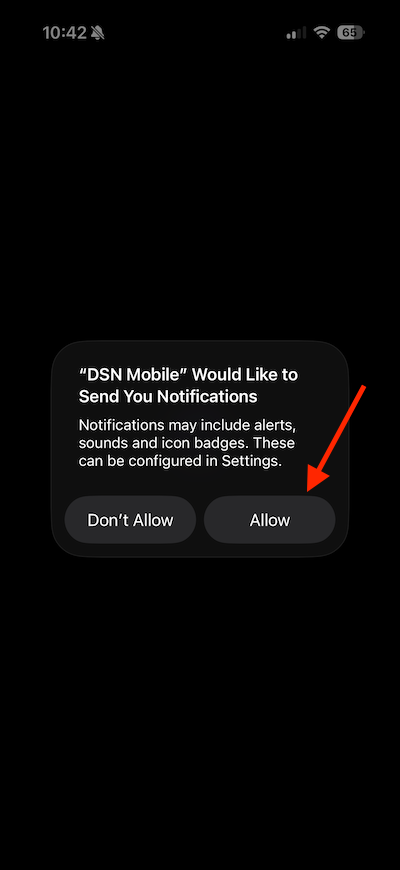 10:42
65
“DSN Mobile” Would Like to
Send You Notifications
Notifications may include alerts,
sounds and icon badges. These
can be configured in Settings.
Don’t Allow
Allow